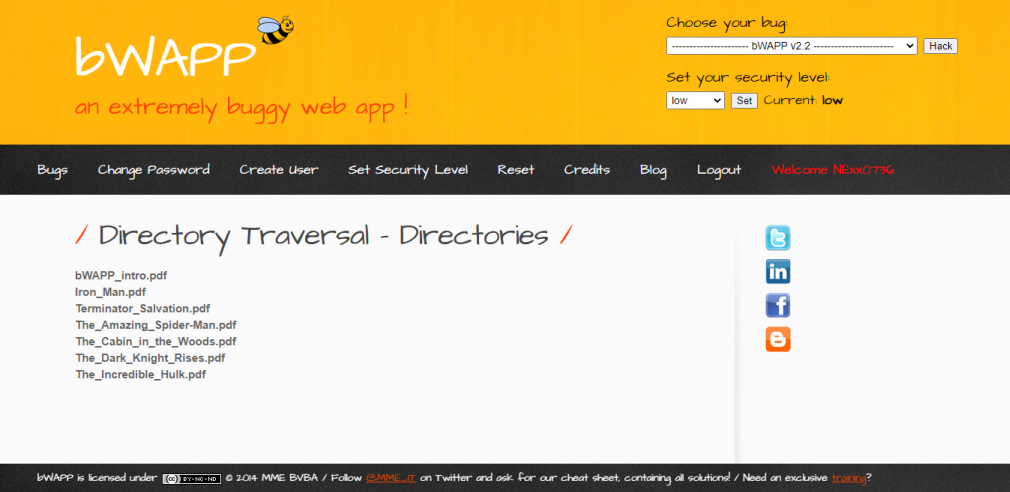 bWAPP
an extremely buggy web app !
Choose your bug:
---------------------- bWAPP v2.2 -----------------------
Hack
Set your security level:
low Set Current: low
Bugs Change Password Create User Set Security Level Reset Credits Blog Logout Welcome NExx0736
/ Directory Traversal - Directories /
bWAPP_intro.pdf
Iron_Man.pdf
Terminator_Salvation.pdf
The_Amazing_Spider-Man.pdf
The_Cabin_in_the_Woods.pdf
The_Dark_Knight_Rises.pdf
The_Incredible_Hulk.pdf
bWAPP is licensed under (cc) BY-NC-ND © 2014 MME BVBA / Follow @MME_IT on Twitter and ask for our cheat sheet, containing all solutions! / Need an exclusive training?